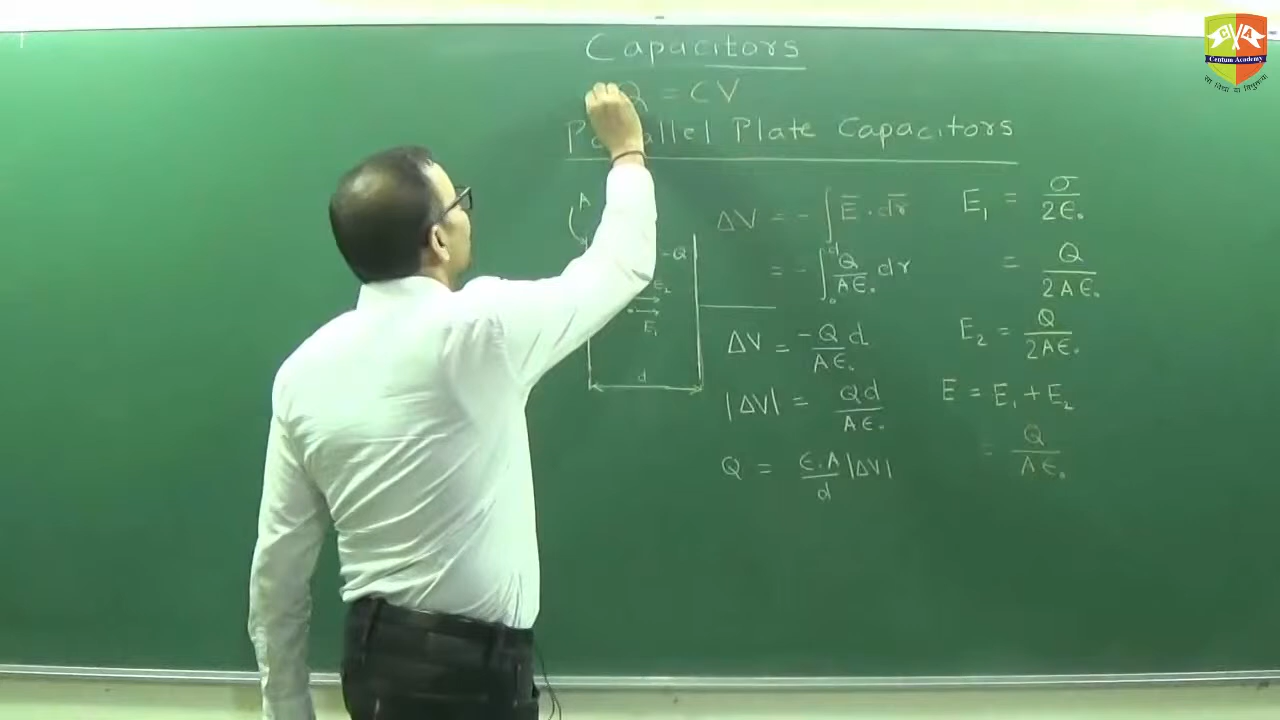 Capacitors
Q = CV
Parallel Plate Capacitors
A
-Q
E₂
E₁
d
ΔV = - ∫ E̅ · dr̅
= - ∫₀ᵈ Q/Aϵ₀ dr
ΔV = -Q/Aϵ₀ d
|ΔV| = Qd/Aϵ₀
Q = ϵ₀A/d |ΔV|
E₁ = σ/2ϵ₀
= Q/2Aϵ₀
E₂ = Q/2Aϵ₀
E = E₁ + E₂
= Q/Aϵ₀
CVA
Centum Academy